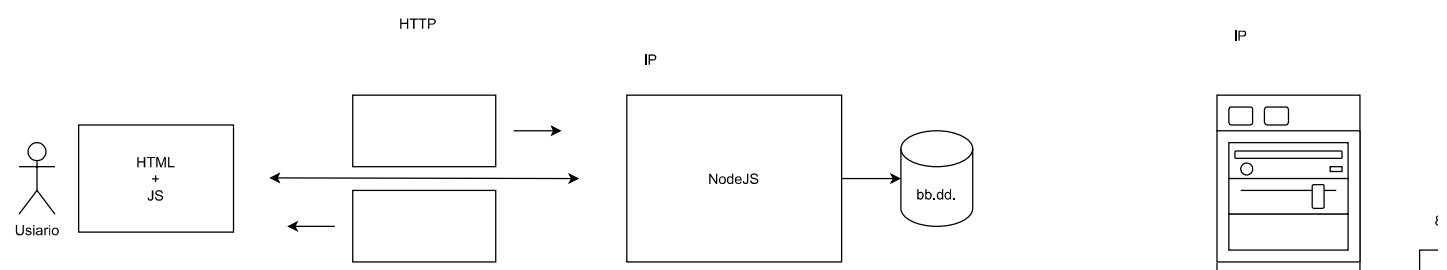 HTTP
IP
IP
HTML
+
JS
NodeJS
bb.dd.
Usiario